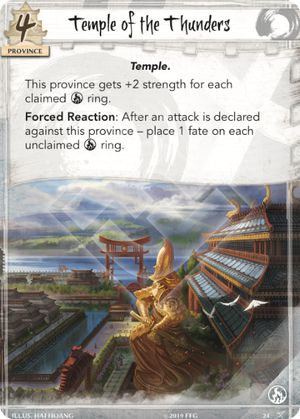 4
Temple of the Thunders
PROVINCE
Temple.
This province gets +2 strength for each
claimed ring.
Forced Reaction: After an attack is declared
against this province – place 1 fate on each
unclaimed ring.
ILLUS. HAI HOANG
©2019 FFG
21